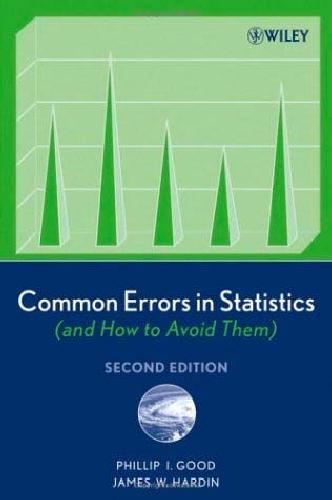 WILEY
Common Errors in Statistics
(and How to Avoid Them)
SECOND EDITION
PHILLIP I. GOOD
JAMES W. HARDIN